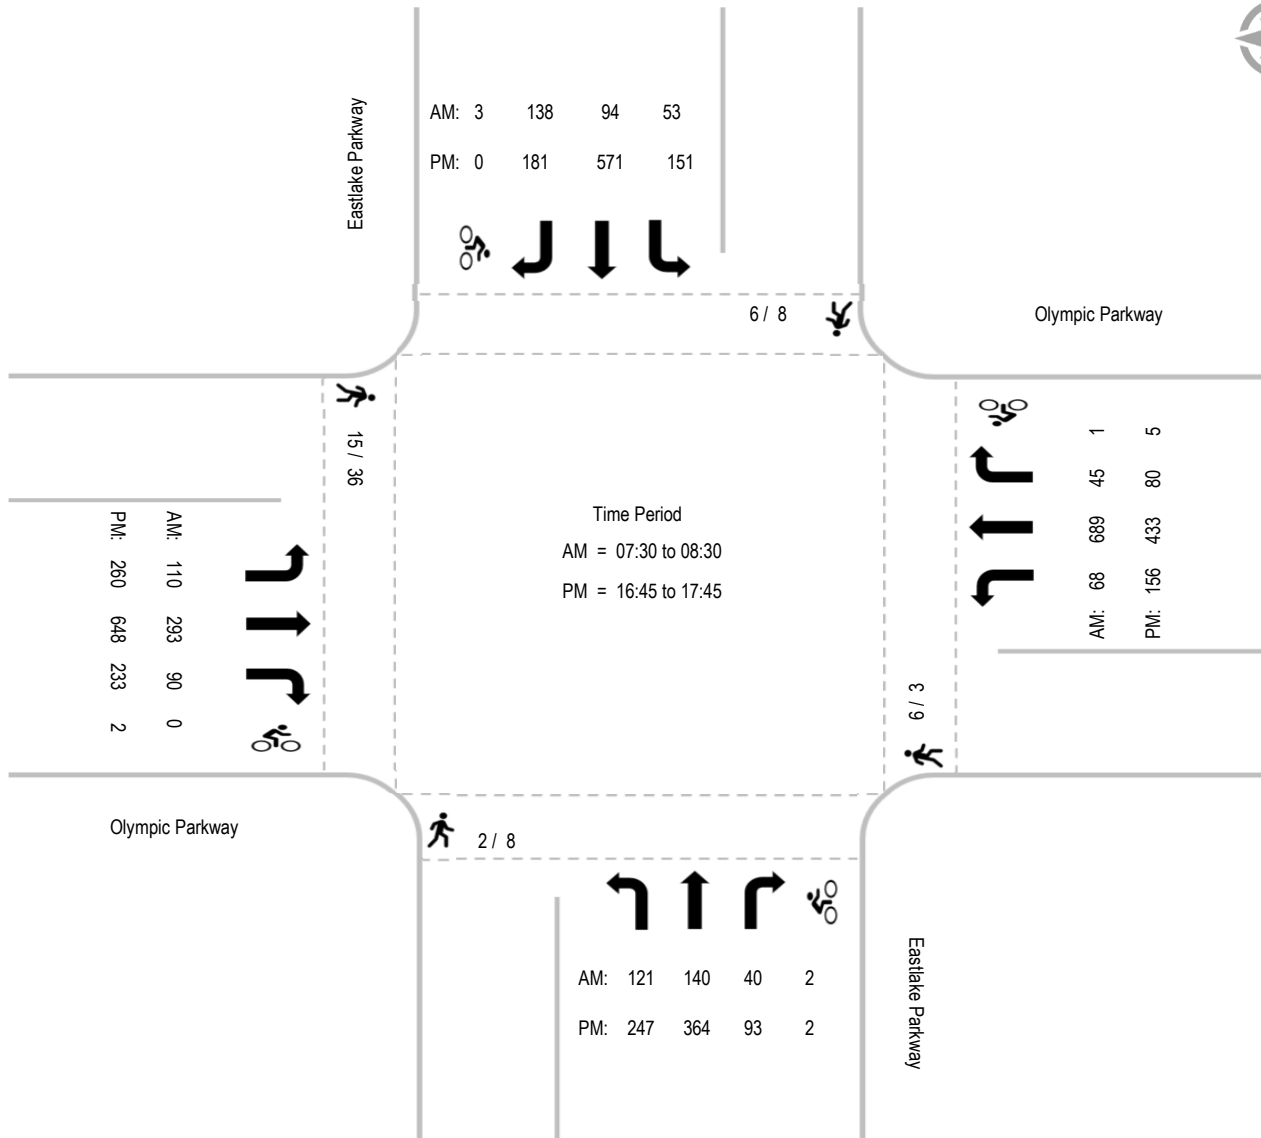 Eastlake Parkway
AM: 3 138 94 53
PM: 0 181 571 151
6 / 8
Olympic Parkway
15 / 36
AM: 68 689 45 1
PM: 156 433 80 5
Time Period
AM = 07:30 to 08:30
PM = 16:45 to 17:45
AM: 110 293 90 0
PM: 260 648 233 2
6 / 3
Olympic Parkway
2 / 8
AM: 121 140 40 2
PM: 247 364 93 2
Eastlake Parkway